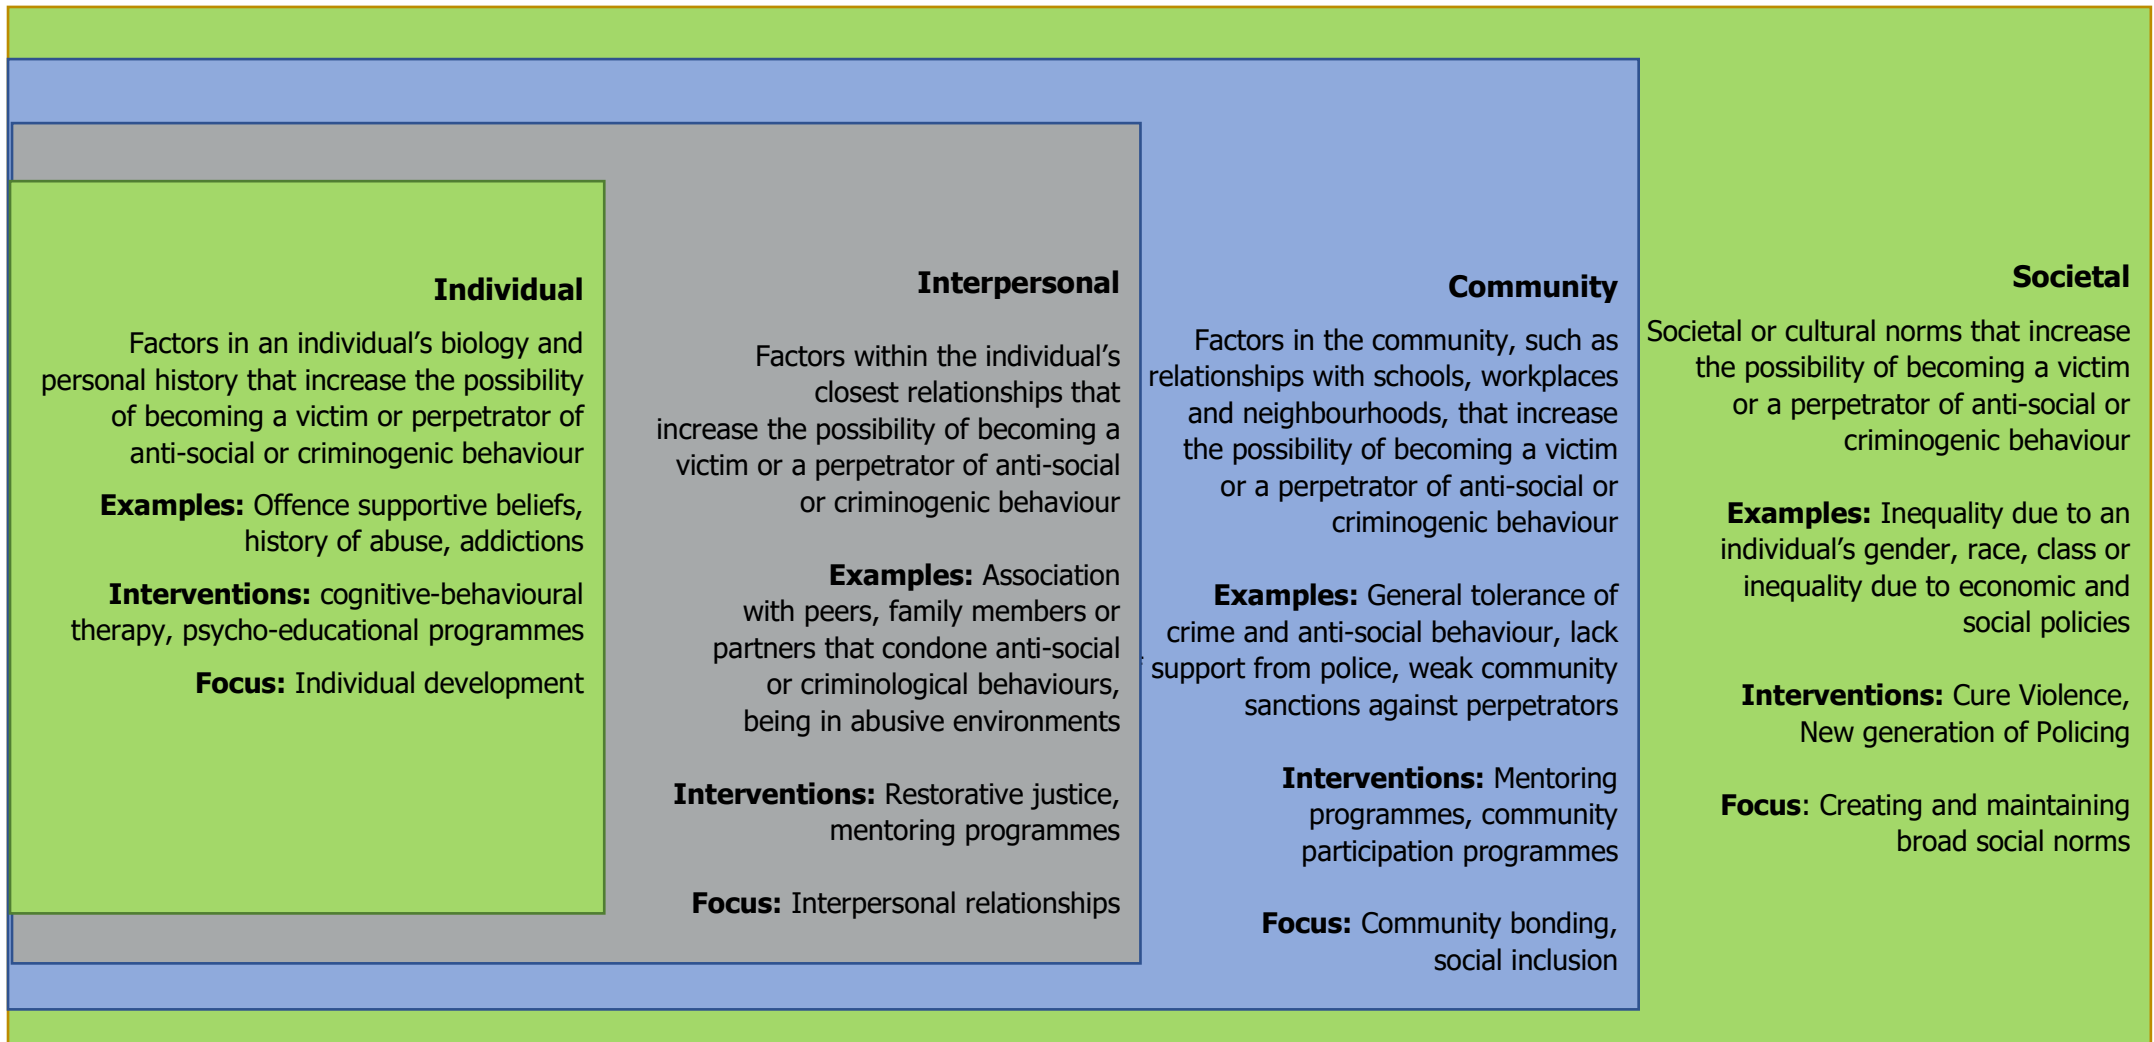 Individual
Factors in an individual’s biology and
personal history that increase the possibility
of becoming a victim or perpetrator of
anti-social or criminogenic behaviour
Examples: Offence supportive beliefs,
history of abuse, addictions
Interventions: cognitive-behavioural
therapy, psycho-educational programmes
Focus: Individual development
Interpersonal
Factors within the individual’s
closest relationships that
increase the possibility of becoming a
victim or a perpetrator of anti-social
or criminogenic behaviour
Examples: Association
with peers, family members or
partners that condone anti-social
or criminological behaviours,
being in abusive environments
Interventions: Restorative justice,
mentoring programmes
Focus: Interpersonal relationships
Community
Factors in the community, such as
relationships with schools, workplaces
and neighbourhoods, that increase
the possibility of becoming a victim
or a perpetrator of anti-social or
criminogenic behaviour
Examples: General tolerance of
crime and anti-social behaviour, lack
support from police, weak community
sanctions against perpetrators
Interventions: Mentoring
programmes, community
participation programmes
Focus: Community bonding,
social inclusion
Societal
Societal or cultural norms that increase
the possibility of becoming a victim
or a perpetrator of anti-social or
criminogenic behaviour
Examples: Inequality due to an
individual’s gender, race, class or
inequality due to economic and
social policies
Interventions: Cure Violence,
New generation of Policing
Focus: Creating and maintaining
broad social norms